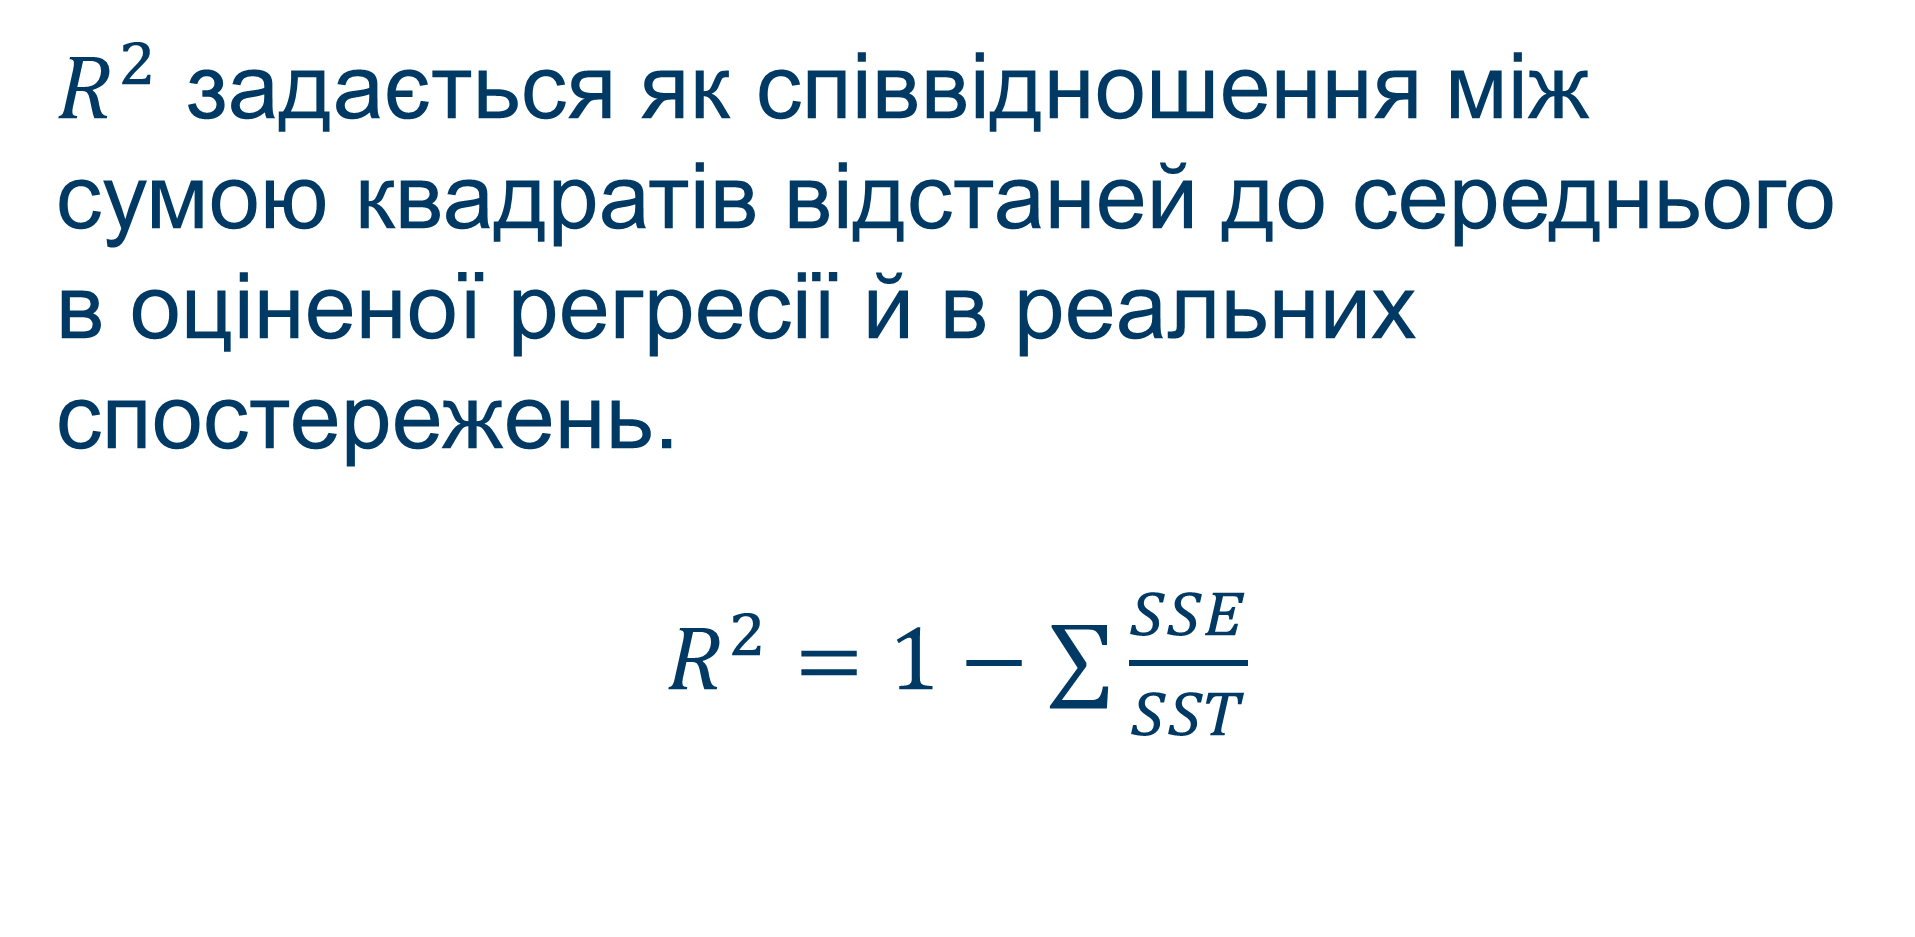 R² задається як співвідношення між
сумою квадратів відстаней до середнього
в оціненої регресії й в реальних
спостережень.
R² = 1 − ∑ SSE/SST